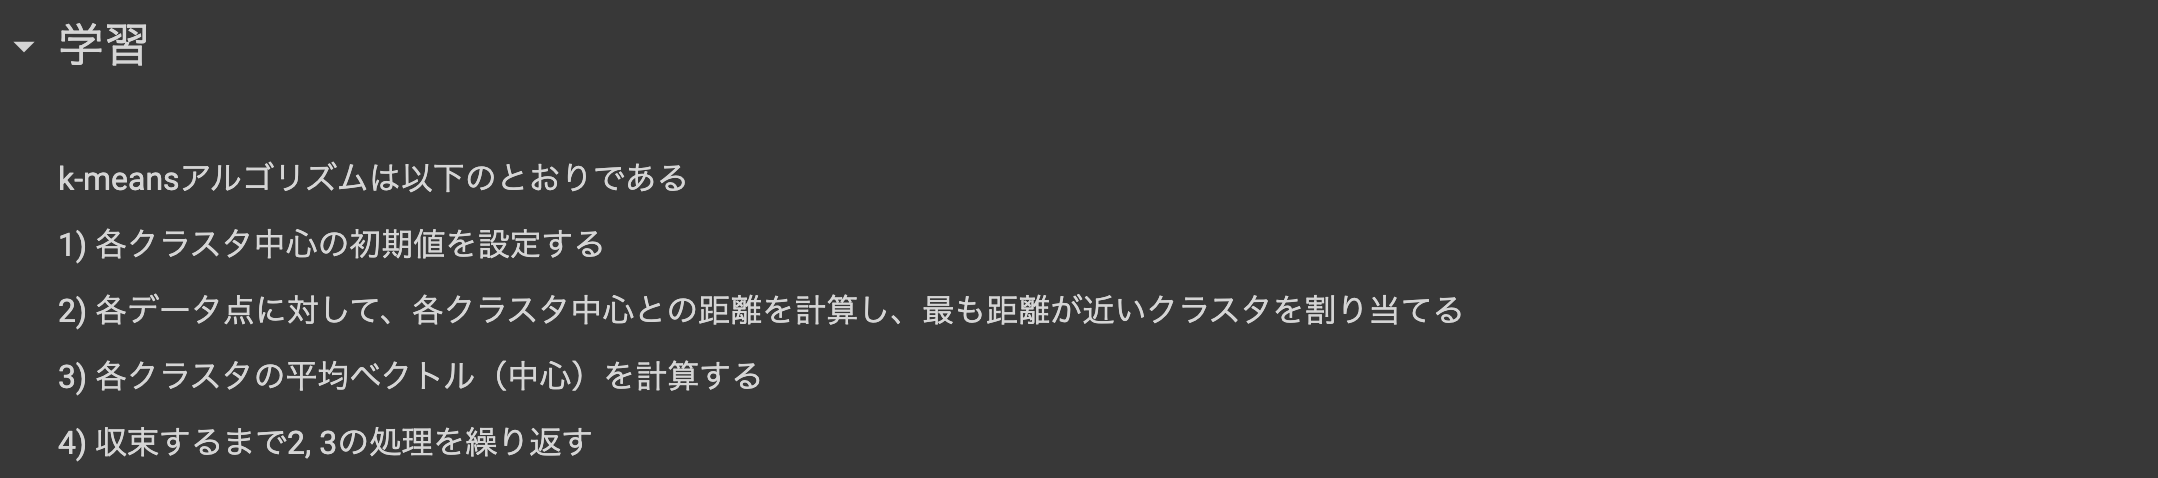 学習
k-meansアルゴリズムは以下のとおりである
1) 各クラスタ中心の初期値を設定する
2) 各データ点に対して、各クラスタ中心との距離を計算し、最も距離が近いクラスタを割り当てる
3) 各クラスタの平均ベクトル（中心）を計算する
4) 収束するまで2, 3の処理を繰り返す